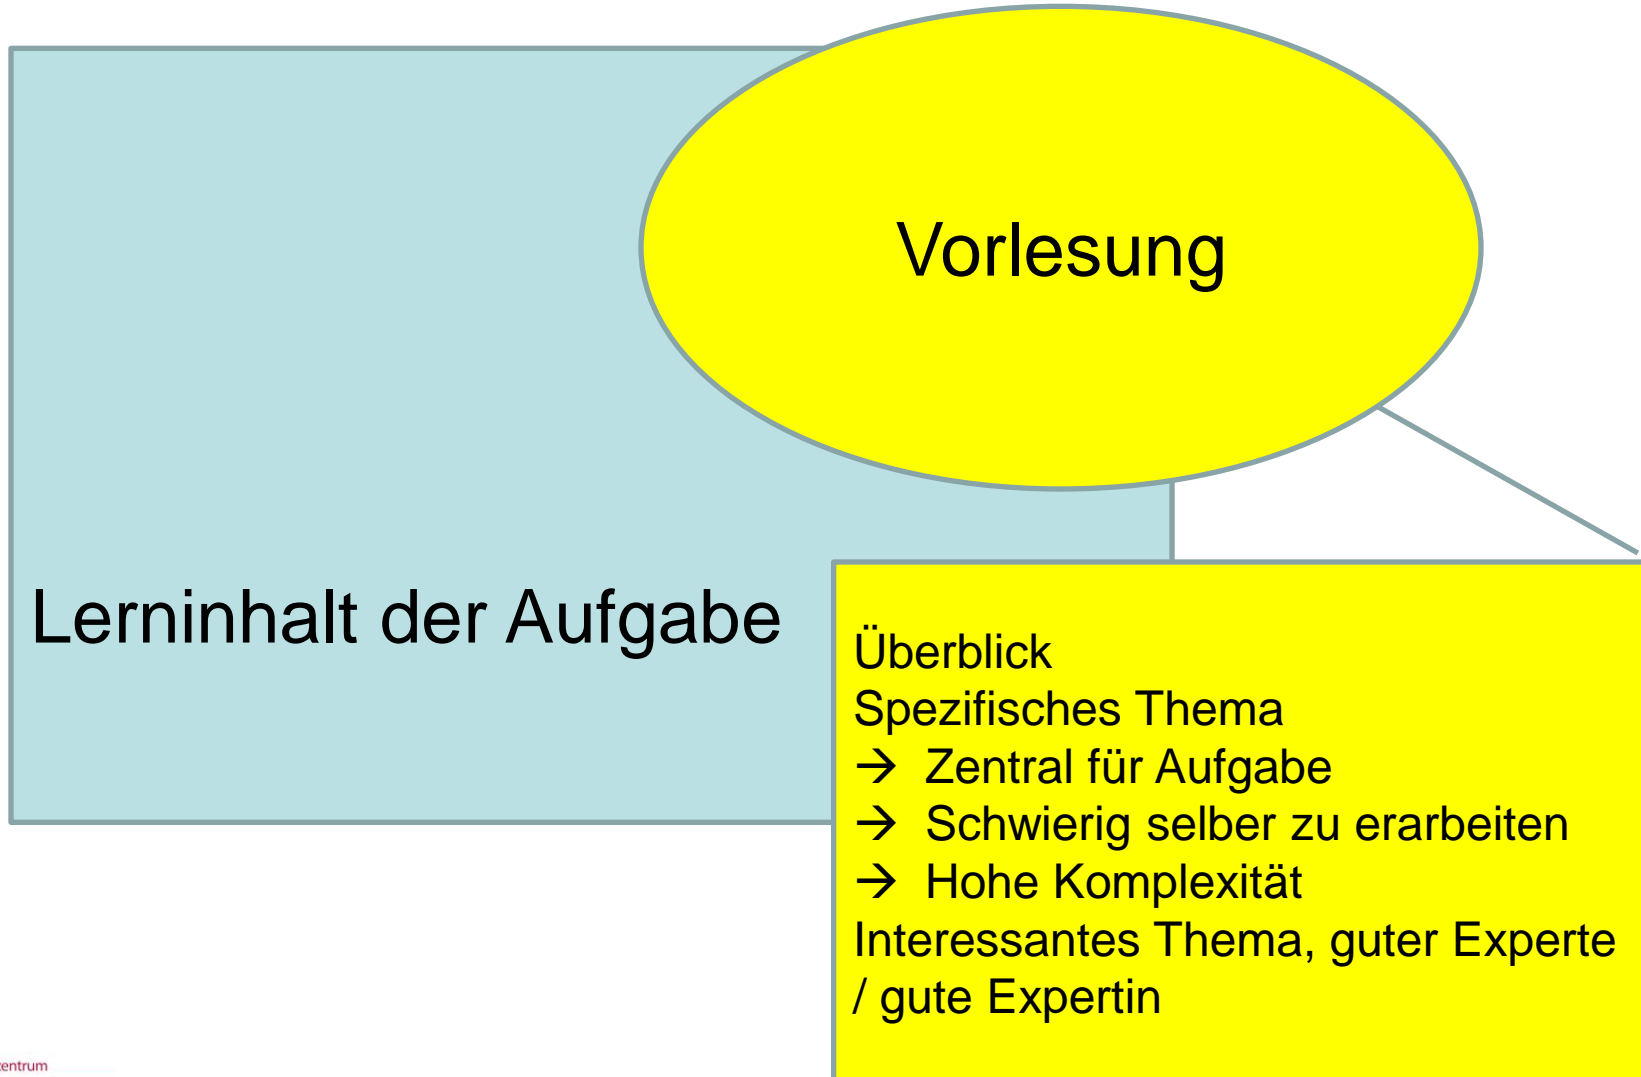 Vorlesung
Lerninhalt der Aufgabe
Überblick
Spezifisches Thema
→ Zentral für Aufgabe
→ Schwierig selber zu erarbeiten
→ Hohe Komplexität
Interessantes Thema, guter Experte
/ gute Expertin
entrum